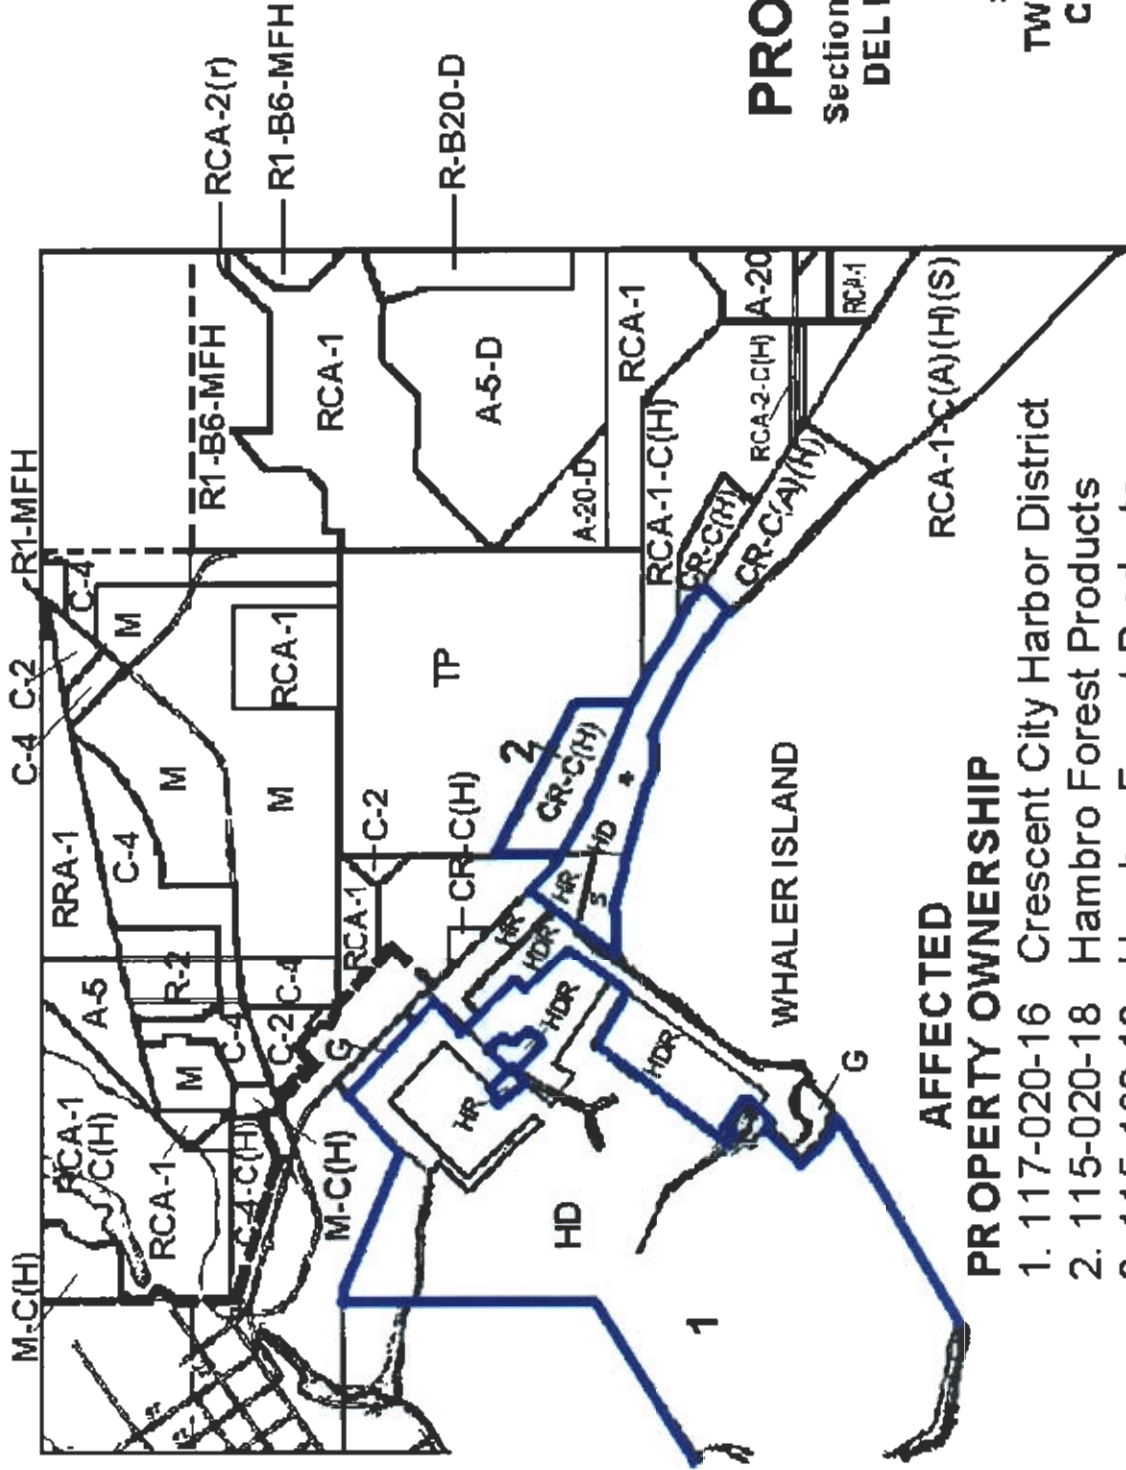 M-C(H)
C-4
C-2
R1-MFH
RCA-1
C(H)
A-5
RRA-1
C-4
M
RCA-1
M
R-2
C-4
M
C-4
R1-B6-MFH
RCA-2(r)
R1-B6-MFH
C-4-C(H)
C-2
C-4
M
RCA-1
RCA-1
M-C(H)
G
RCA-1
C-2
TP
A-5-D
R-B20-D
CR-C(H)
HR
HDR
2
CR-C(H)
A-20-D
RCA-1
HD
HR
HDR
HR
HD
4
S
RCA-1-C(H)
HDR
CR-C(H)
RCA-2-C(H)
A-20
1
CR-C(A)(H)
RCA-1
WHALER ISLAND
G
RCA-1-C(A)(H)(S)
AFFECTED
PROPERTY OWNERSHIP
1. 117-020-16 Crescent City Harbor District
2. 115-020-18 Hambro Forest Products
PRO
Section
DEL
TW
C